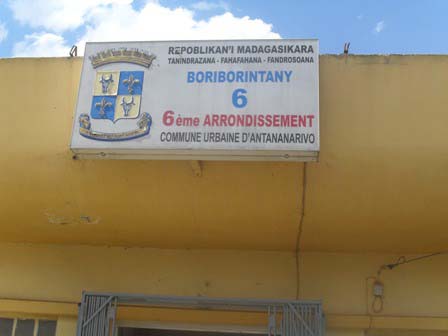 REPOBLIKAN'I MADAGASIKARA
TANINDRAZANA - FAHAFAHANA - FANDROSOANA
BORIBORINTANY
6
6ème ARRONDISSEMENT
COMMUNE URBAINE D'ANTANANARIVO